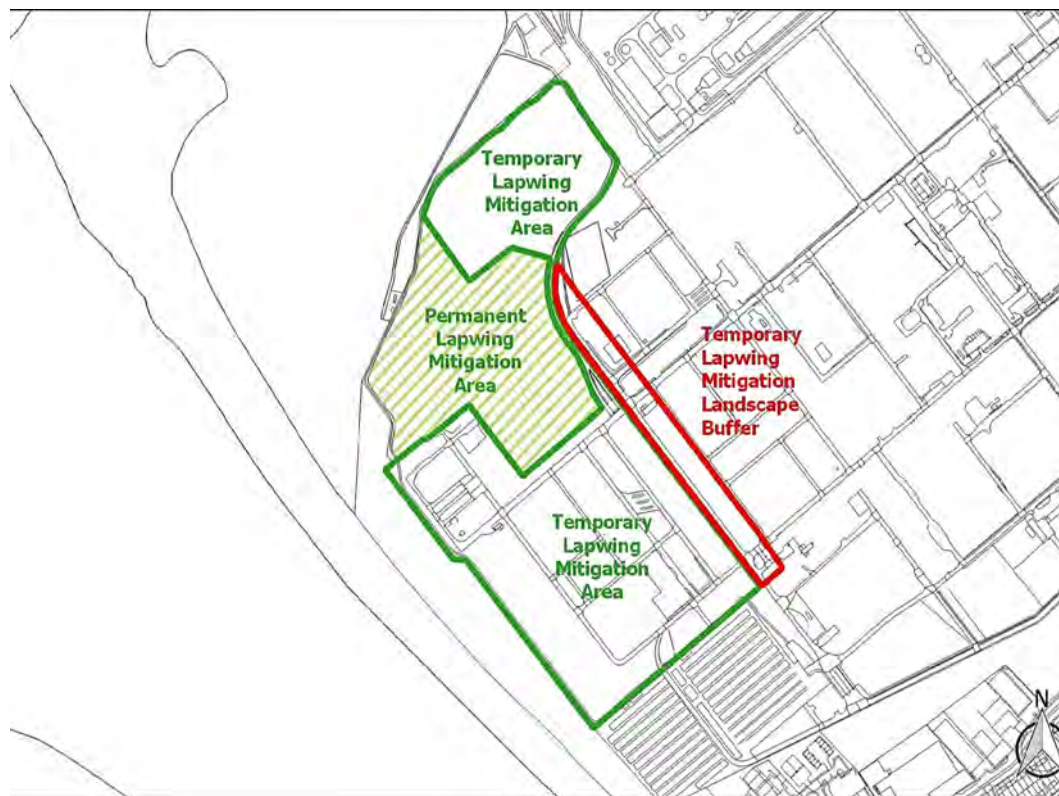 Temporary
Lapwing
Mitigation
Area
Permanent
Lapwing
Mitigation
Area
Temporary
Lapwing
Mitigation
Landscape
Buffer
Temporary
Lapwing
Mitigation
Area
N